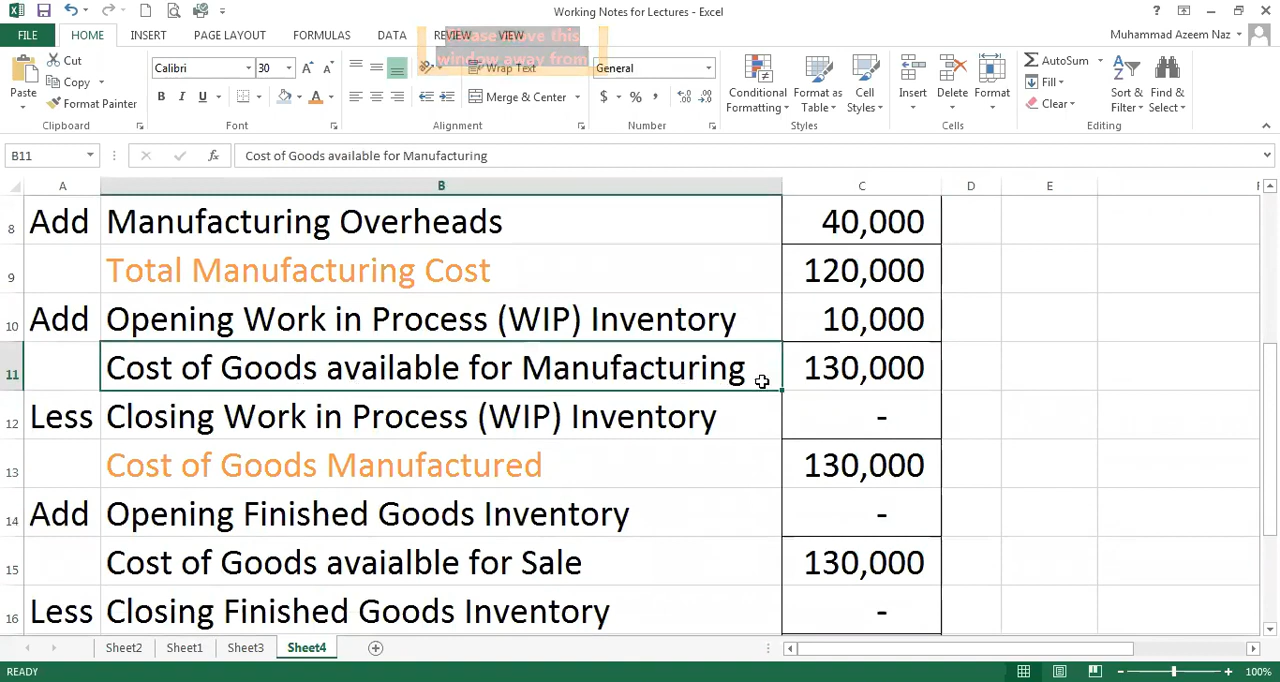 Working Notes for Lectures - Excel
FILE HOME INSERT PAGE LAYOUT FORMULAS DATA REVIEW VIEW Muhammad Azeem Naz
Please move this
window away from
Paste
Cut
Copy
Format Painter
Calibri 30
B I U
Wrap Text
Merge & Center
General
$ % ,
Conditional
Formatting
Format as
Table
Cell
Styles
Insert
Delete
Format
AutoSum
Fill
Clear
Sort &
Filter
Find &
Select
Clipboard Font Alignment Number Styles Cells Editing
B11 fx Cost of Goods available for Manufacturing
A B C D E F
8 Add Manufacturing Overheads 40,000
9 Total Manufacturing Cost 120,000
10 Add Opening Work in Process (WIP) Inventory 10,000
11 Cost of Goods available for Manufacturing 130,000
12 Less Closing Work in Process (WIP) Inventory -
13 Cost of Goods Manufactured 130,000
14 Add Opening Finished Goods Inventory -
15 Cost of Goods avaialble for Sale 130,000
16 Less Closing Finished Goods Inventory -
Sheet2 Sheet1 Sheet3 Sheet4
READY 100%